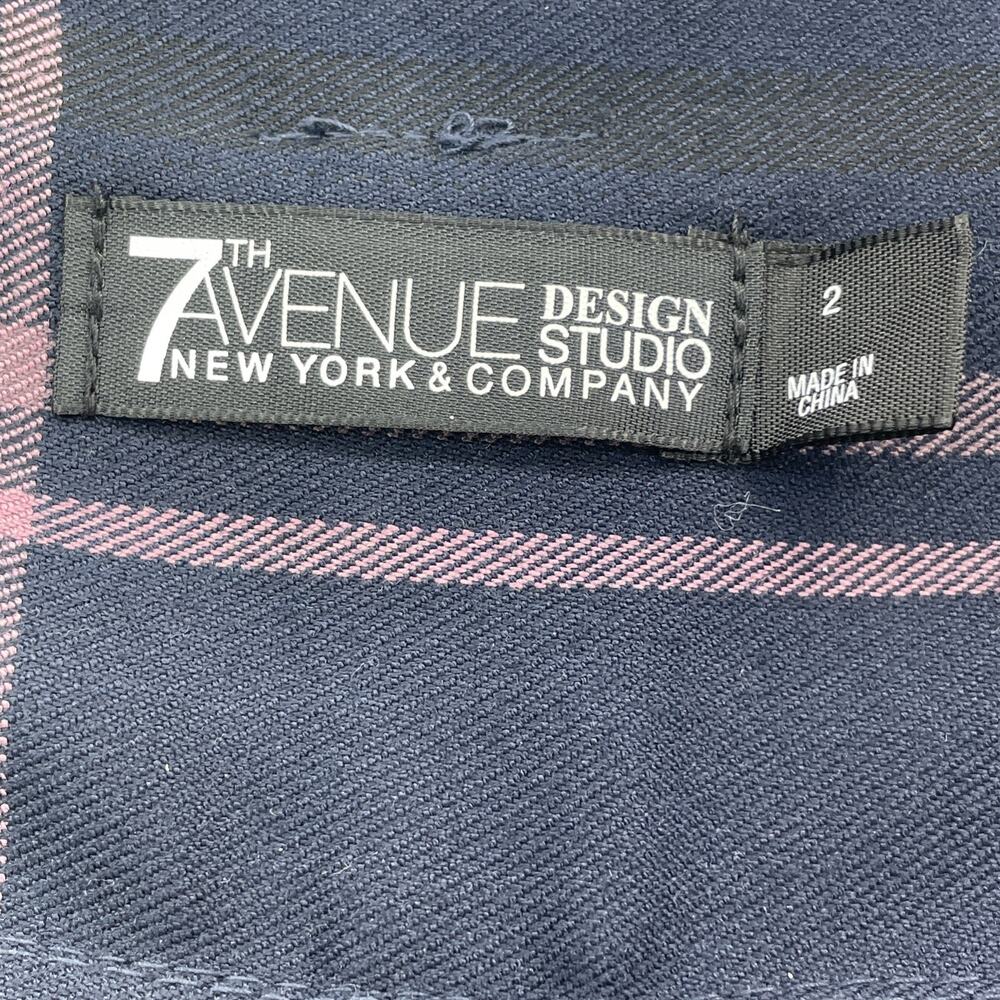 7TH AVENUE DESIGN STUDIO
NEW YORK & COMPANY
2
MADE IN
CHINA